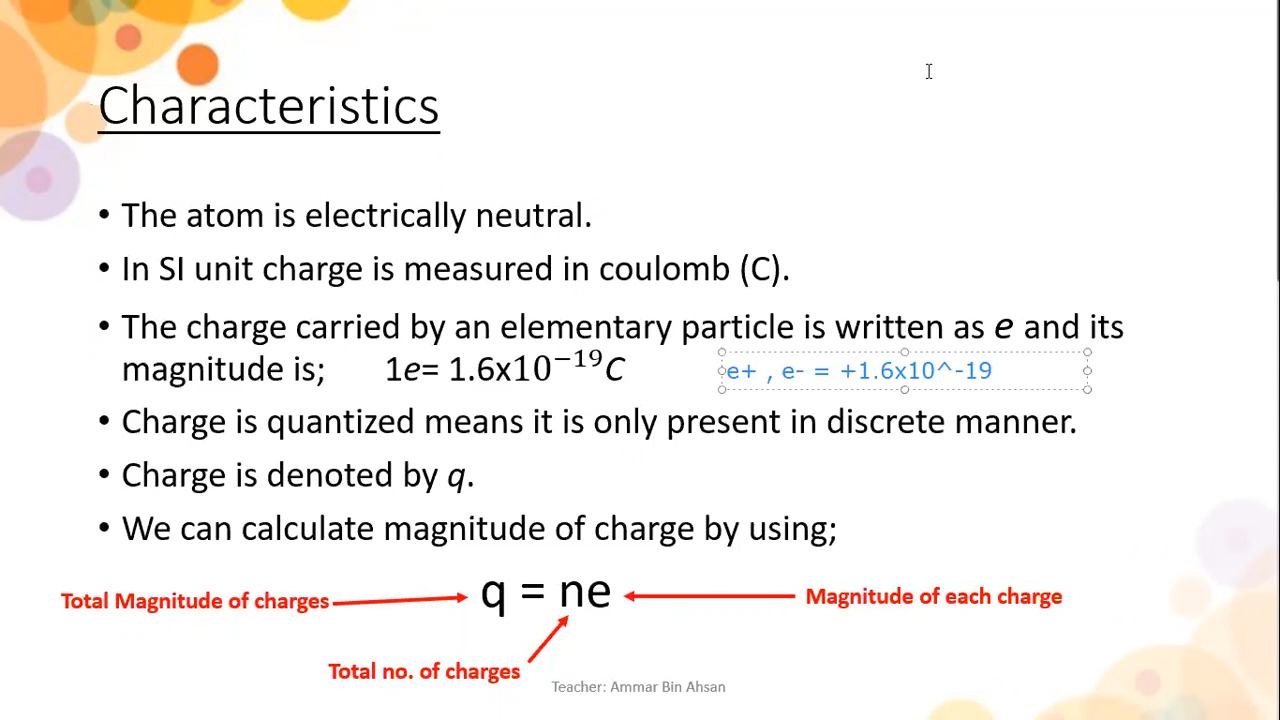 Characteristics
• The atom is electrically neutral.
• In SI unit charge is measured in coulomb (C).
• The charge carried by an elementary particle is written as e and its
magnitude is; 1e= 1.6x10⁻¹⁹C
e+ , e- = +1.6x10^-19
• Charge is quantized means it is only present in discrete manner.
• Charge is denoted by q.
• We can calculate magnitude of charge by using;
Total Magnitude of charges
q = ne
Magnitude of each charge
Total no. of charges
Teacher: Ammar Bin Ahsan